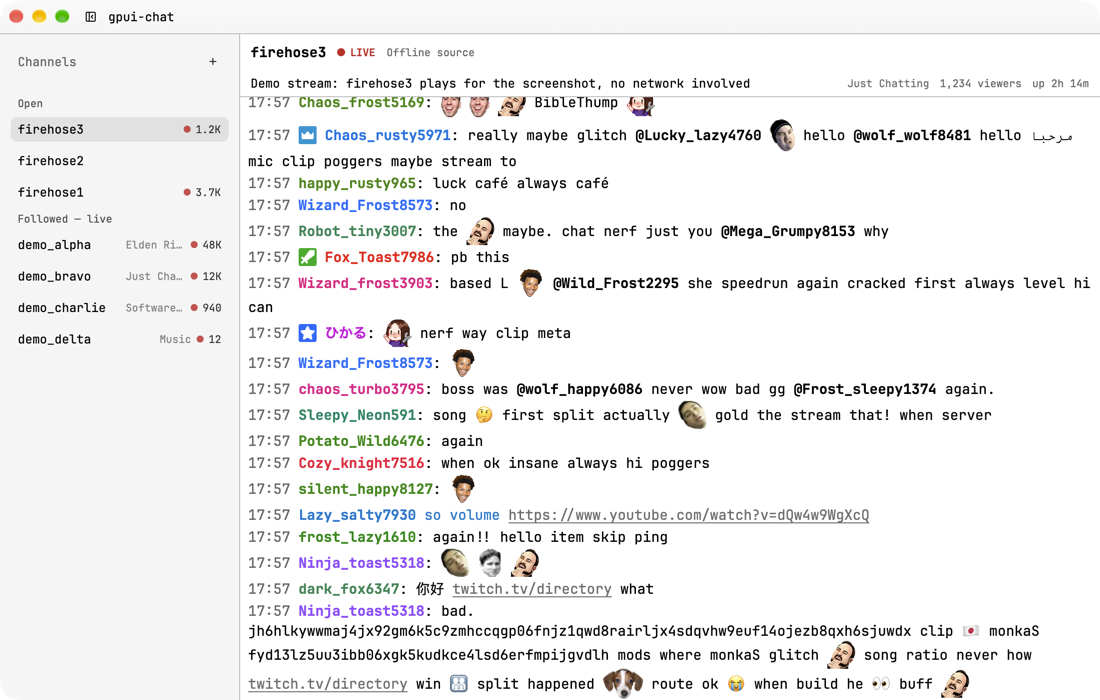 gpui-chat
Channels +
Open
firehose3 1.2K
firehose2
firehose1 3.7K
Followed — live
demo_alpha Elden Ri… 48K
demo_bravo Just Cha… 12K
demo_charlie Software… 940
demo_delta Music 12
firehose3 LIVE Offline source
Demo stream: firehose3 plays for the screenshot, no network involved Just Chatting 1,234 viewers up 2h 14m
17:57 Chaos_frost5169: BibleThump
17:57 Chaos_rusty5971: really maybe glitch @Lucky_lazy4760 hello @wolf_wolf8481 hello مرحبا
mic clip poggers maybe stream to
17:57 happy_rusty965: luck café always café
17:57 Wizard_Frost8573: no
17:57 Robot_tiny3007: the maybe. chat nerf just you @Mega_Grumpy8153 why
17:57 Fox_Toast7986: pb this
17:57 Wizard_frost3903: based L @Wild_Frost2295 she speedrun again cracked first always level hi
can
17:57 ひかる: nerf way clip meta
17:57 Wizard_Frost8573:
17:57 chaos_turbo3795: boss was @wolf_happy6086 never wow bad gg @Frost_sleepy1374 again.
17:57 Sleepy_Neon591: song 🤔 first split actually gold the stream that! when server
17:57 Potato_Wild6476: again
17:57 Cozy_knight7516: when ok insane always hi poggers
17:57 silent_happy8127:
17:57 Lazy_salty7930 so volume https://www.youtube.com/watch?v=dQw4w9WgXcQ
17:57 frost_lazy1610: again!! hello item skip ping
17:57 Ninja_toast5318:
17:57 dark_fox6347: 你好 twitch.tv/directory what
17:57 Ninja_toast5318: bad.
jh6hlkywwmaj4jx92gm6k5c9zmhccqgp06fnjz1qwd8rairljx4sdqvhw9euf14ojezb8qxh6sjuwdx clip 🇯🇵 monkaS
fyd13lz5uu3ibb06xgk5kudkce4lsd6erfmpijgvdlh mods where monkaS glitch song ratio never how
twitch.tv/directory win split happened route ok 😭 when build he 👀 buff